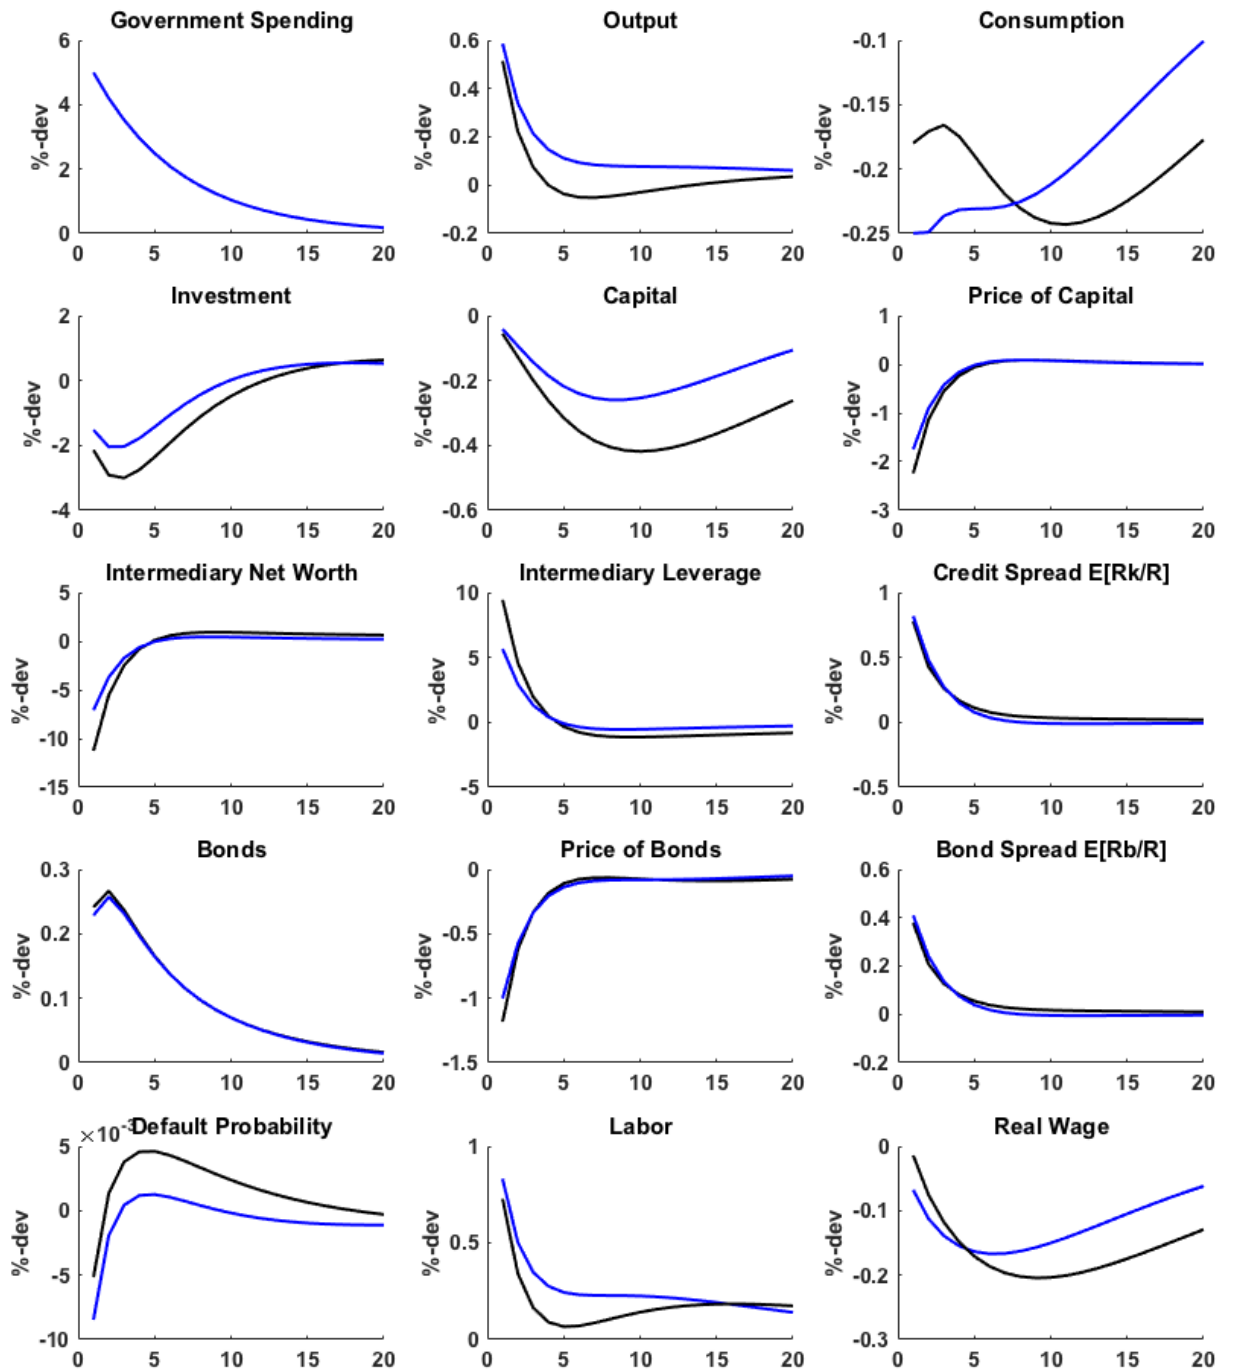 Government Spending
Output
Consumption
%-dev
6
4
2
0
0 5 10 15 20
%-dev
0.6
0.4
0.2
0
-0.2
0 5 10 15 20
%-dev
-0.1
-0.15
-0.2
-0.25
0 5 10 15 20
Investment
Capital
Price of Capital
%-dev
2
0
-2
-4
0 5 10 15 20
%-dev
0
-0.2
-0.4
-0.6
0 5 10 15 20
%-dev
1
0
-1
-2
-3
0 5 10 15 20
Intermediary Net Worth
Intermediary Leverage
Credit Spread E[Rk/R]
%-dev
5
0
-5
-10
-15
0 5 10 15 20
%-dev
10
5
0
-5
0 5 10 15 20
%-dev
1
0.5
0
-0.5
0 5 10 15 20
Bonds
Price of Bonds
Bond Spread E[Rb/R]
%-dev
0.3
0.2
0.1
0
0 5 10 15 20
%-dev
0
-0.5
-1
-1.5
0 5 10 15 20
%-dev
0.6
0.4
0.2
0
-0.2
0 5 10 15 20
×10⁻³
Default Probability
Labor
Real Wage
%-dev
5
0
-5
-10
0 5 10 15 20
%-dev
1
0.5
0
0 5 10 15 20
%-dev
0
-0.1
-0.2
-0.3
0 5 10 15 20